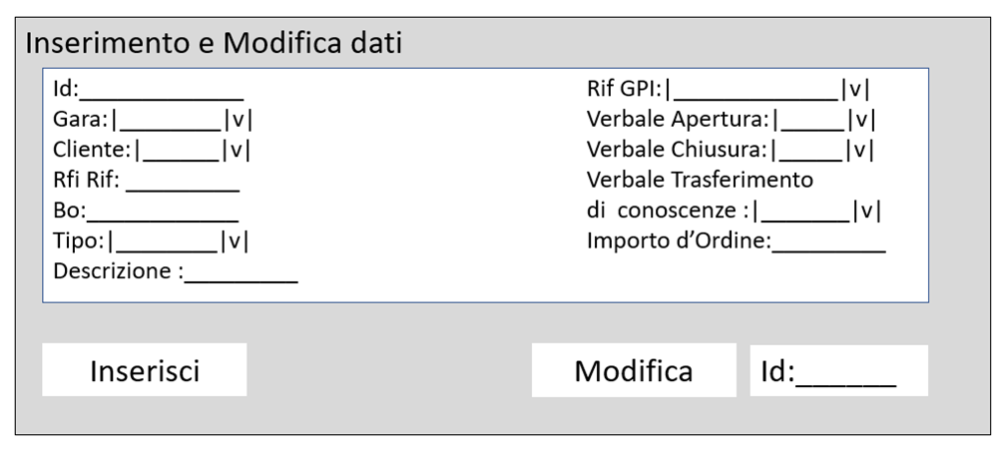 Inserimento e Modifica dati
Id:_____________
Gara:|________|v|
Cliente:|______|v|
Rfi Rif: _________
Bo:____________
Tipo:|________|v|
Descrizione :_________
Rif GPI:|_____________|v|
Verbale Apertura:|_____|v|
Verbale Chiusura:|_____|v|
Verbale Trasferimento
di conoscenze :|_______|v|
Importo d’Ordine:_________
Inserisci
Modifica
Id:______